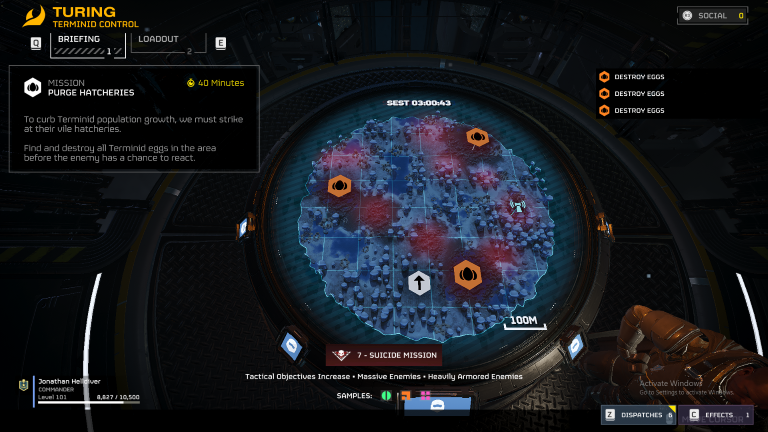 TURING
TERMINID CONTROL
Q
BRIEFING
1
LOADOUT
2
E
SOCIAL 0
MISSION
PURGE HATCHERIES
40 Minutes
To curb Terminid population growth, we must strike
at their vile hatcheries.
Find and destroy all Terminid eggs in the area
before the enemy has a chance to react.
DESTROY EGGS
DESTROY EGGS
DESTROY EGGS
SEST 03:00:43
100M
7 - SUICIDE MISSION
Tactical Objectives Increase • Massive Enemies • Heavily Armored Enemies
SAMPLES:
Jonathan Helldiver
COMMANDER
Level 101
8,827 / 10,500
Activate Windows
Go to Settings to activate Windows.
Z DISPATCHES 6
C EFFECTS 1
CURSOR